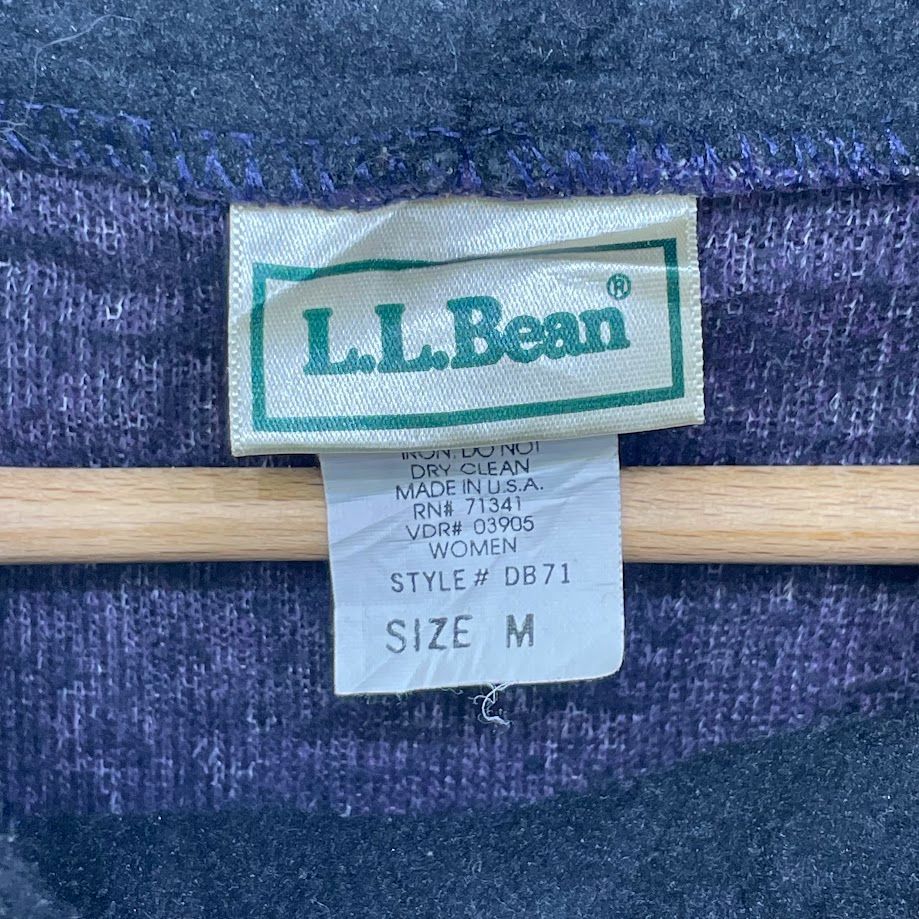 L.L.Bean®
IRON. DO NOT
DRY CLEAN
MADE IN U.S.A.
RN# 71341
VDR# 03905
WOMEN
STYLE# DB71
SIZE M